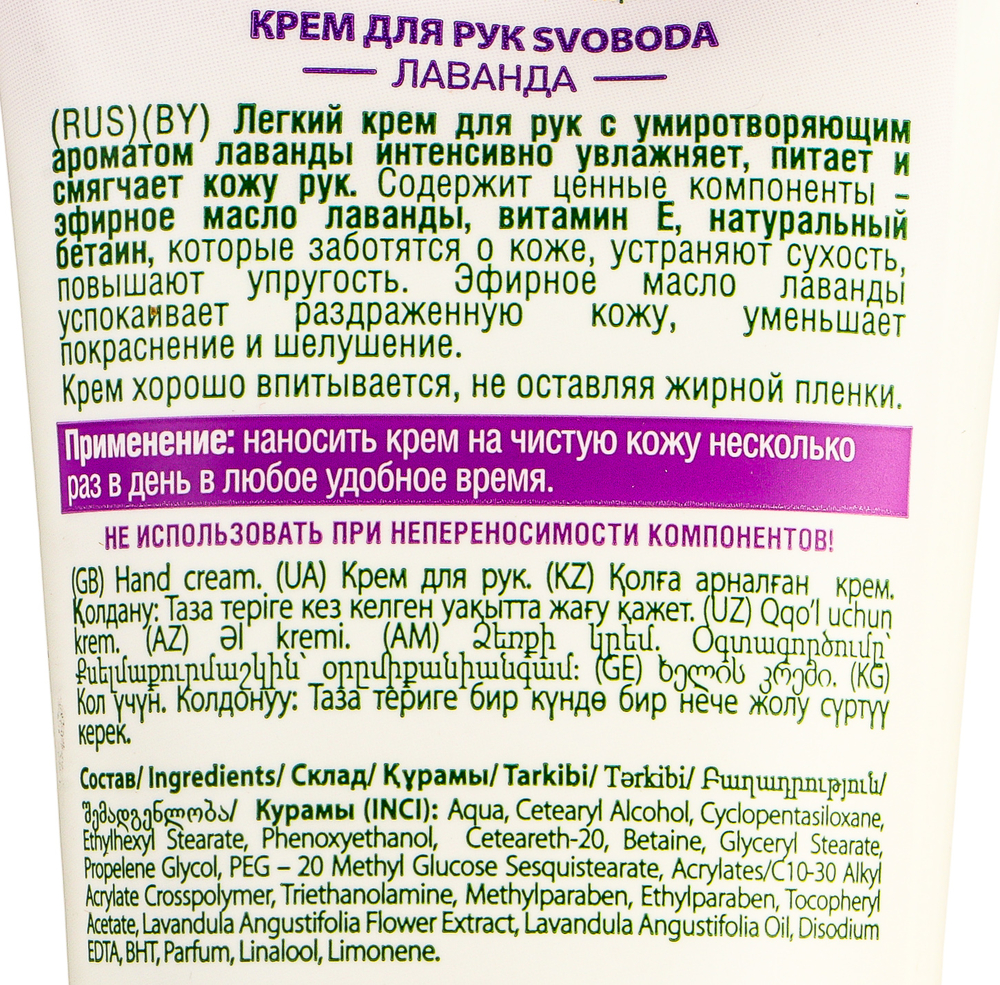 КРЕМ ДЛЯ РУК SVOBODA
ЛАВАНДА
(RUS)(BY) Легкий крем для рук с умиротворяющим
ароматом лаванды интенсивно увлажняет, питает и
смягчает кожу рук. Содержит ценные компоненты –
эфирное масло лаванды, витамин Е, натуральный
бетаин, которые заботятся о коже, устраняют сухость,
повышают упругость. Эфирное масло лаванды
успокаивает раздраженную кожу, уменьшает
покраснение и шелушение.
Крем хорошо впитывается, не оставляя жирной пленки.
Применение: наносить крем на чистую кожу несколько
раз в день в любое удобное время.
НЕ ИСПОЛЬЗОВАТЬ ПРИ НЕПЕРЕНОСИМОСТИ КОМПОНЕНТОВ!
(GB) Hand cream. (UA) Крем для рук. (KZ) Қолға арналған крем.
Қолдану: Таза теріге кез келген уақытта жағу қажет. (UZ) Qqo’l uchun
krem. (AZ) Əl kremi. (AM) Ձեռքի կրեմ. Օգտագործումը՝
(GE) ხელის კრემი. (KG)
Кол үчүн. Колдонуу: Таза териге бир күндө бир нече жолу сүртүү
керек.
Состав/ Ingredients/ Склад/ Құрамы/ Tarkibi/ Tərkibi/ Բաղադրություն/
შემადგენლობა/ Курамы (INCI): Aqua, Cetearyl Alcohol, Cyclopentasiloxane,
Ethylhexyl Stearate, Phenoxyethanol, Ceteareth-20, Betaine, Glyceryl Stearate,
Propelene Glycol, PEG – 20 Methyl Glucose Sesquistearate, Acrylates/C10-30 Alkyl
Acrylate Crosspolymer, Triethanolamine, Methylparaben, Ethylparaben, Tocopheryl
Acetate, Lavandula Angustifolia Flower Extract, Lavandula Angustifolia Oil, Disodium
EDTA, BHT, Parfum, Linalool, Limonene.